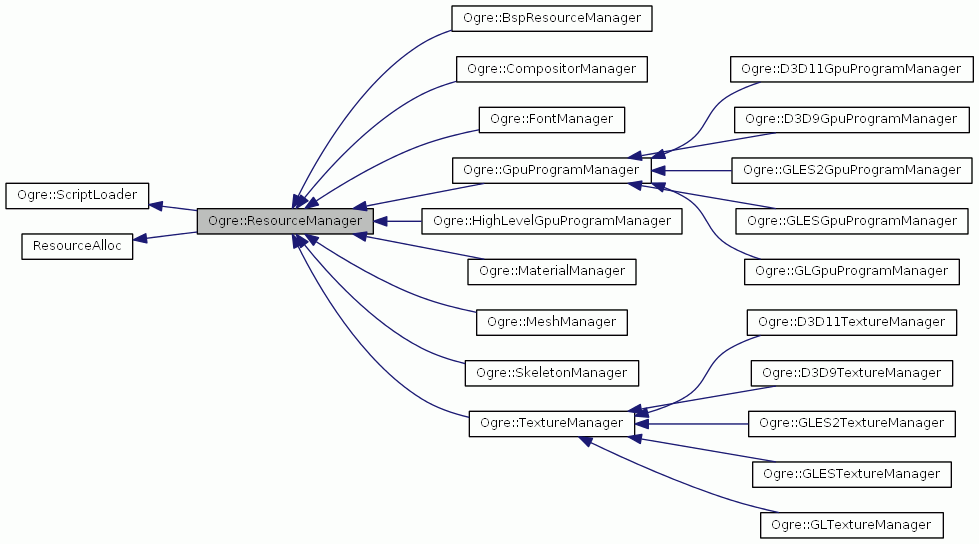 Ogre::ScriptLoader
ResourceAlloc
Ogre::ResourceManager
Ogre::BspResourceManager
Ogre::CompositorManager
Ogre::FontManager
Ogre::GpuProgramManager
Ogre::HighLevelGpuProgramManager
Ogre::MaterialManager
Ogre::MeshManager
Ogre::SkeletonManager
Ogre::TextureManager
Ogre::D3D11GpuProgramManager
Ogre::D3D9GpuProgramManager
Ogre::GLES2GpuProgramManager
Ogre::GLESGpuProgramManager
Ogre::GLGpuProgramManager
Ogre::D3D11TextureManager
Ogre::D3D9TextureManager
Ogre::GLES2TextureManager
Ogre::GLESTextureManager
Ogre::GLTextureManager